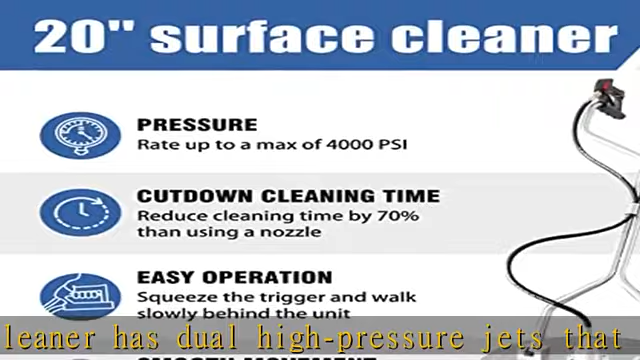 20" surface cleaner
PRESSURE
Rate up to a max of 4000 PSI
CUTDOWN CLEANING TIME
Reduce cleaning time by 70%
than using a nozzle
EASY OPERATION
Squeeze the trigger and walk
slowly behind the unit
leaner has dual high-pressure jets that
SMOOTH MOVEMENT